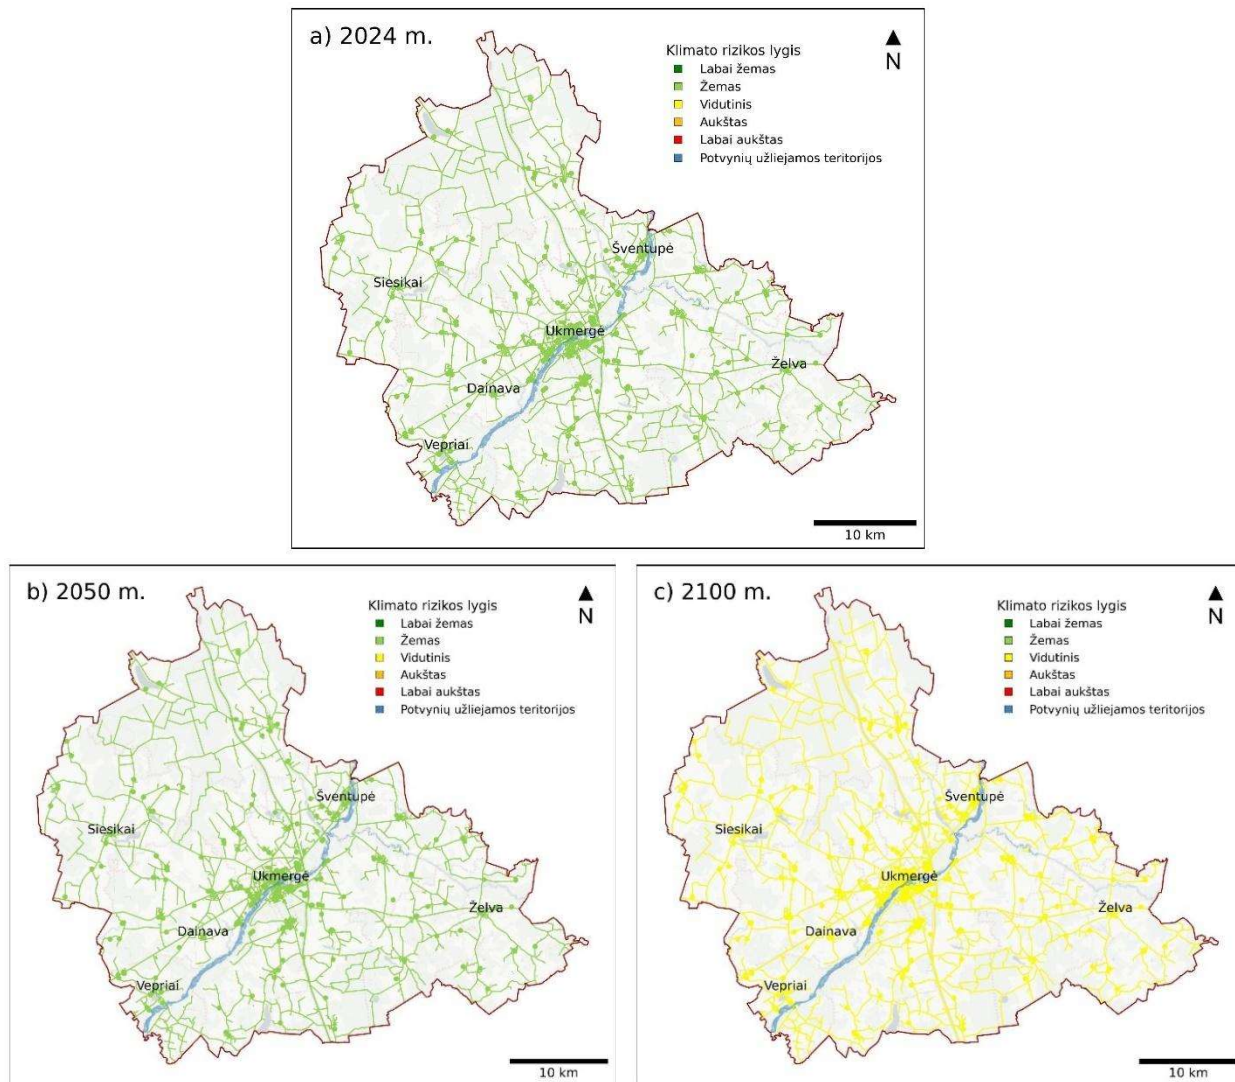 a) 2024 m.
N
Klimato rizikos lygis
Labai žemas
Žemas
Vidutinis
Aukštas
Labai aukštas
Potvynių užliejamos teritorijos
Šventupė
Siesikai
Ukmergė
Želva
Dainava
Vepriai
10 km
b) 2050 m.
N
Klimato rizikos lygis
Labai žemas
Žemas
Vidutinis
Aukštas
Labai aukštas
Potvynių užliejamos teritorijos
Šventupė
Siesikai
Ukmergė
Želva
Dainava
Vepriai
10 km
c) 2100 m.
N
Klimato rizikos lygis
Labai žemas
Žemas
Vidutinis
Aukštas
Labai aukštas
Potvynių užliejamos teritorijos
Šventupė
Siesikai
Ukmergė
Želva
Dainava
Vepriai
10 km